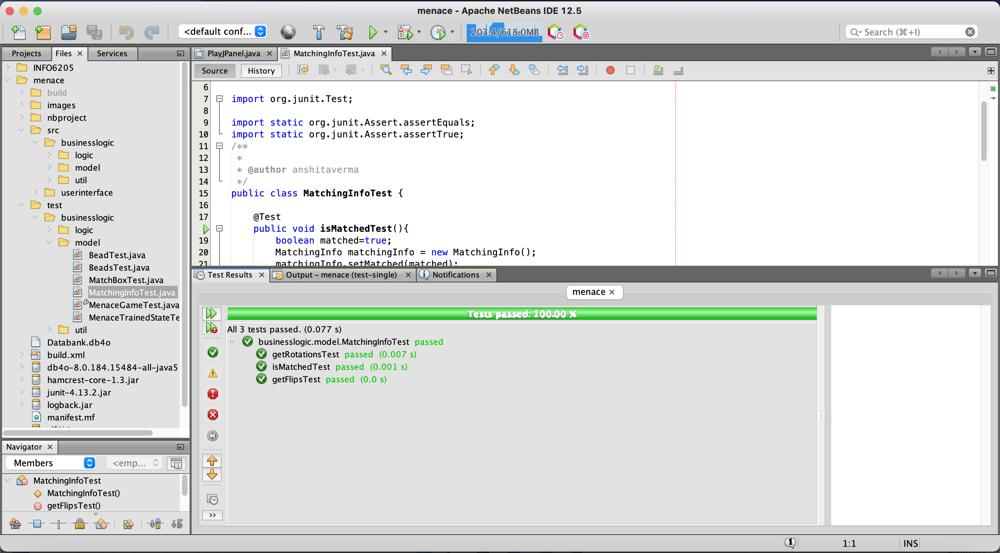 menace - Apache NetBeans IDE 12.5
<default conf...
203.4/618.0MB
Search (⌘+I)
Projects
Files
Services
INFO6205
menace
build
images
nbproject
src
businesslogic
logic
model
util
userinterface
test
businesslogic
logic
model
BeadTest.java
BeadsTest.java
MatchBoxTest.java
MatchingInfoTest.java
MenaceGameTest.java
MenaceTrainedStateTe
util
Databank.db4o
build.xml
db4o-8.0.184.15484-all-java5
hamcrest-core-1.3.jar
junit-4.13.2.jar
logback.jar
manifest.mf
Navigator
Members
<emp...
MatchingInfoTest
MatchingInfoTest()
getFlipsTest()
PlayJPanel.java
MatchingInfoTest.java
Source
History
6
7 import org.junit.Test;
8
9 import static org.junit.Assert.assertEquals;
10 import static org.junit.Assert.assertTrue;
11 /**
12 *
13 * @author anshitaverma
14 */
15 public class MatchingInfoTest {
16
17 @Test
public void isMatchedTest(){
19 boolean matched=true;
20 MatchingInfo matchingInfo = new MatchingInfo();
21 matchingInfo.setMatched(matched);
Test Results
Output - menace (test-single)
Notifications
menace
Tests passed: 100.00 %
All 3 tests passed. (0.077 s)
businesslogic.model.MatchingInfoTest passed
getRotationsTest passed (0.007 s)
isMatchedTest passed (0.001 s)
getFlipsTest passed (0.0 s)
>>
1
1:1
INS